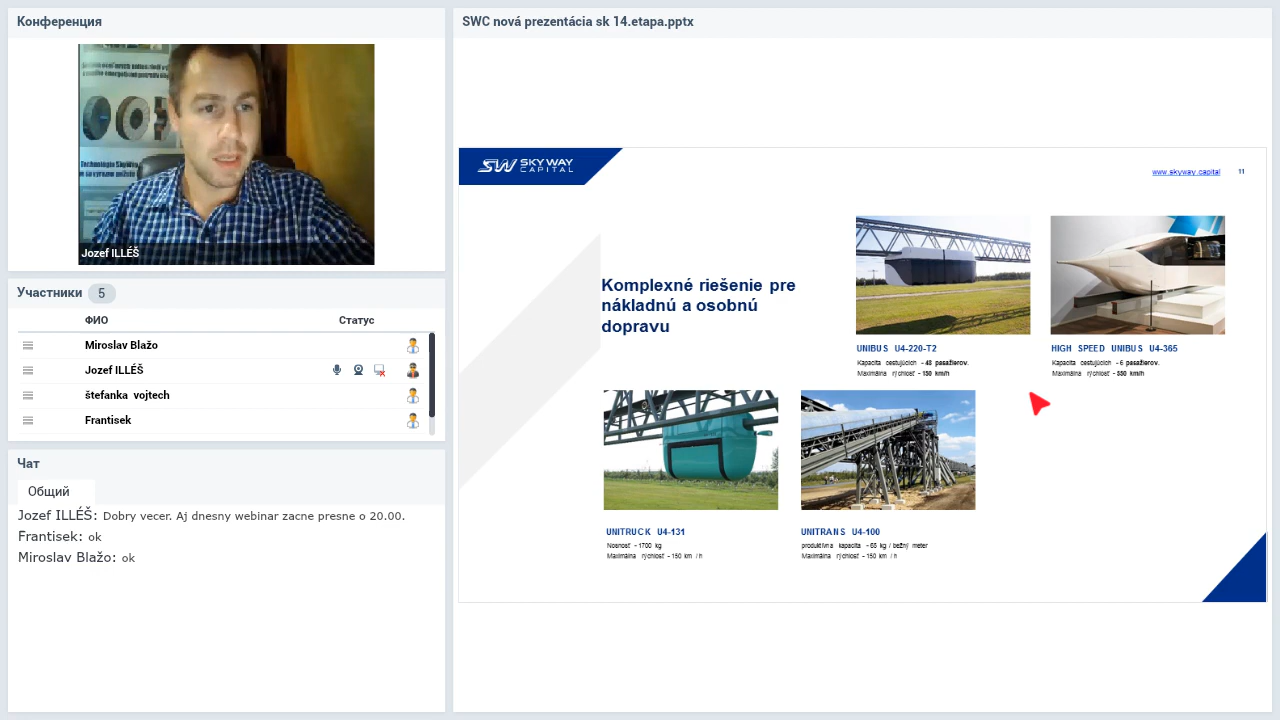 Конференция
Jozef ILLÉŠ
Участники 5
ФИО Статус
Miroslav Blažo
Jozef ILLÉŠ
štefanka vojtech
Frantisek
Чат
Общий
Jozef ILLÉŠ: Dobry vecer. Aj dnesny webinar zacne presne o 20.00.
Frantisek: ok
Miroslav Blažo: ok
SWC nová prezentácia sk 14.etapa.pptx
SW SKY WAY
CAPITAL
www.skyway.capital 11
Komplexné riešenie pre
nákladnú a osobnú
dopravu
UNIBUS U4-220-T2
Kapacita cestujúcich - 48 pasažierov.
Maximálna rýchlosť - 150 km/h
HIGH SPEED UNIBUS U4-365
Kapacita cestujúcich - 6 pasažierov.
Maximálna rýchlosť - 500 km/h
UNITRUCK U4-131
Nosnosť - 1700 kg
Maximálna rýchlosť - 150 km / h
UNITRANS U4-100
produktívna kapacita - 65 kg / bežný meter
Maximálna rýchlosť - 150 km / h